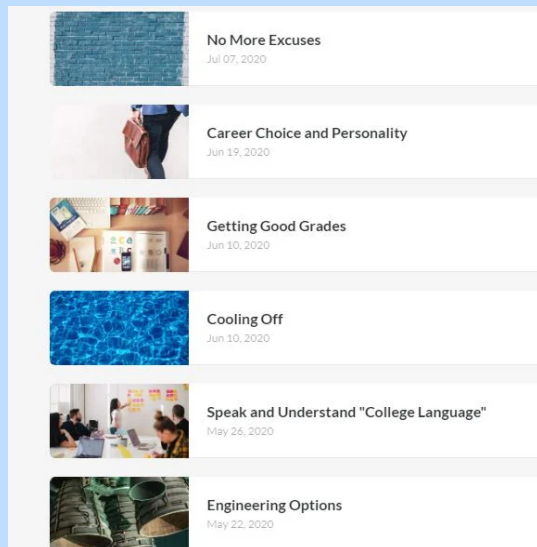 No More Excuses
Jul 07, 2020
Career Choice and Personality
Jun 19, 2020
Getting Good Grades
Jun 10, 2020
Cooling Off
Jun 10, 2020
Speak and Understand "College Language"
May 26, 2020
Engineering Options
May 22, 2020